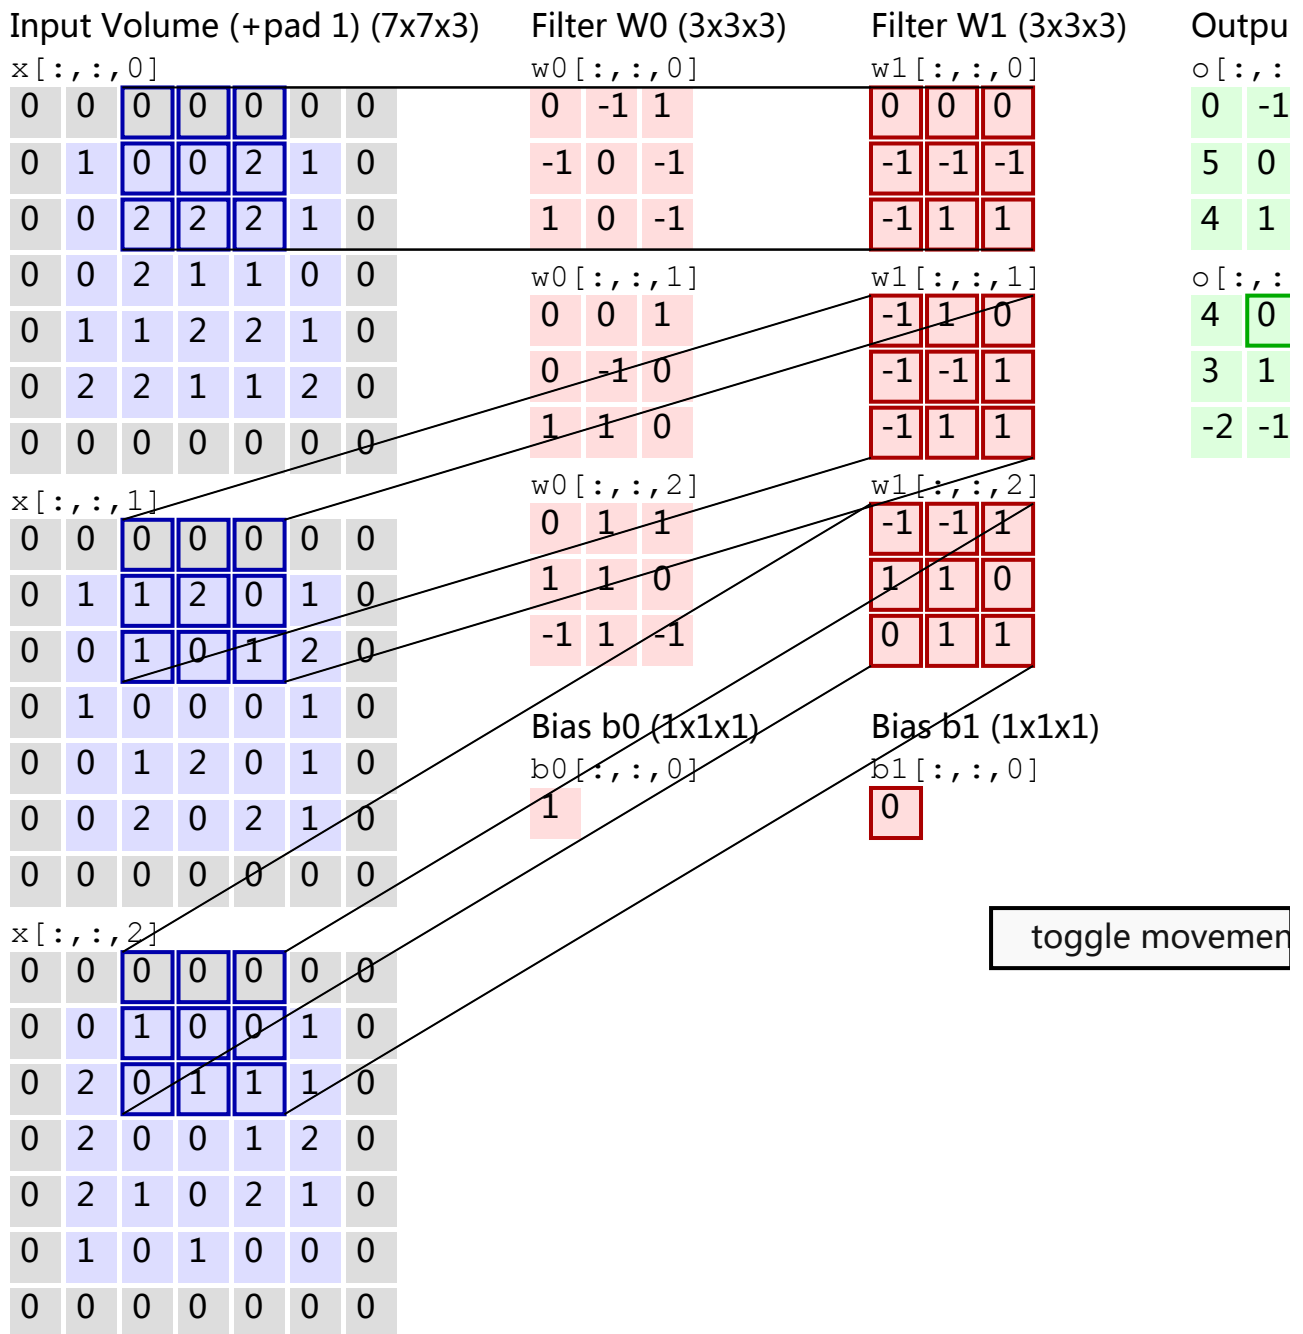 Input Volume (+pad 1) (7x7x3) Filter W0 (3x3x3) Filter W1 (3x3x3) Outpu
x[:,:,0] w0[:,:,0] w1[:,:,0] o[:,:
0 0 0 0 0 0 0 0 -1 1 0 0 0 0 -1
0 1 0 0 2 1 0 -1 0 -1 -1 -1 -1 5 0
0 0 2 2 2 1 0 1 0 -1 -1 1 1 4 1
0 0 2 1 1 0 0 w0[:,:,1] w1[:,:,1] o[:,:
0 1 1 2 2 1 0 0 0 1 -1 1 0 4 0
0 2 2 1 1 2 0 0 -1 0 -1 -1 1 3 1
0 0 0 0 0 0 0 1 1 0 -1 1 1 -2 -1
x[:,:,1] w0[:,:,2] w1[:,:,2]
0 0 0 0 0 0 0 0 1 1 -1 -1 1
0 1 1 2 0 1 0 1 1 0 1 1 0
0 0 1 0 1 2 0 -1 1 -1 0 1 1
0 1 0 0 0 1 0 Bias b0 (1x1x1) Bias b1 (1x1x1)
0 0 1 2 0 1 0 b0[:,:,0] b1[:,:,0]
0 0 2 0 2 1 0 1 0
0 0 0 0 0 0 0
x[:,:,2] toggle movemen
0 0 0 0 0 0 0
0 0 1 0 0 1 0
0 2 0 1 1 1 0
0 2 0 0 1 2 0
0 2 1 0 2 1 0
0 1 0 1 0 0 0
0 0 0 0 0 0 0